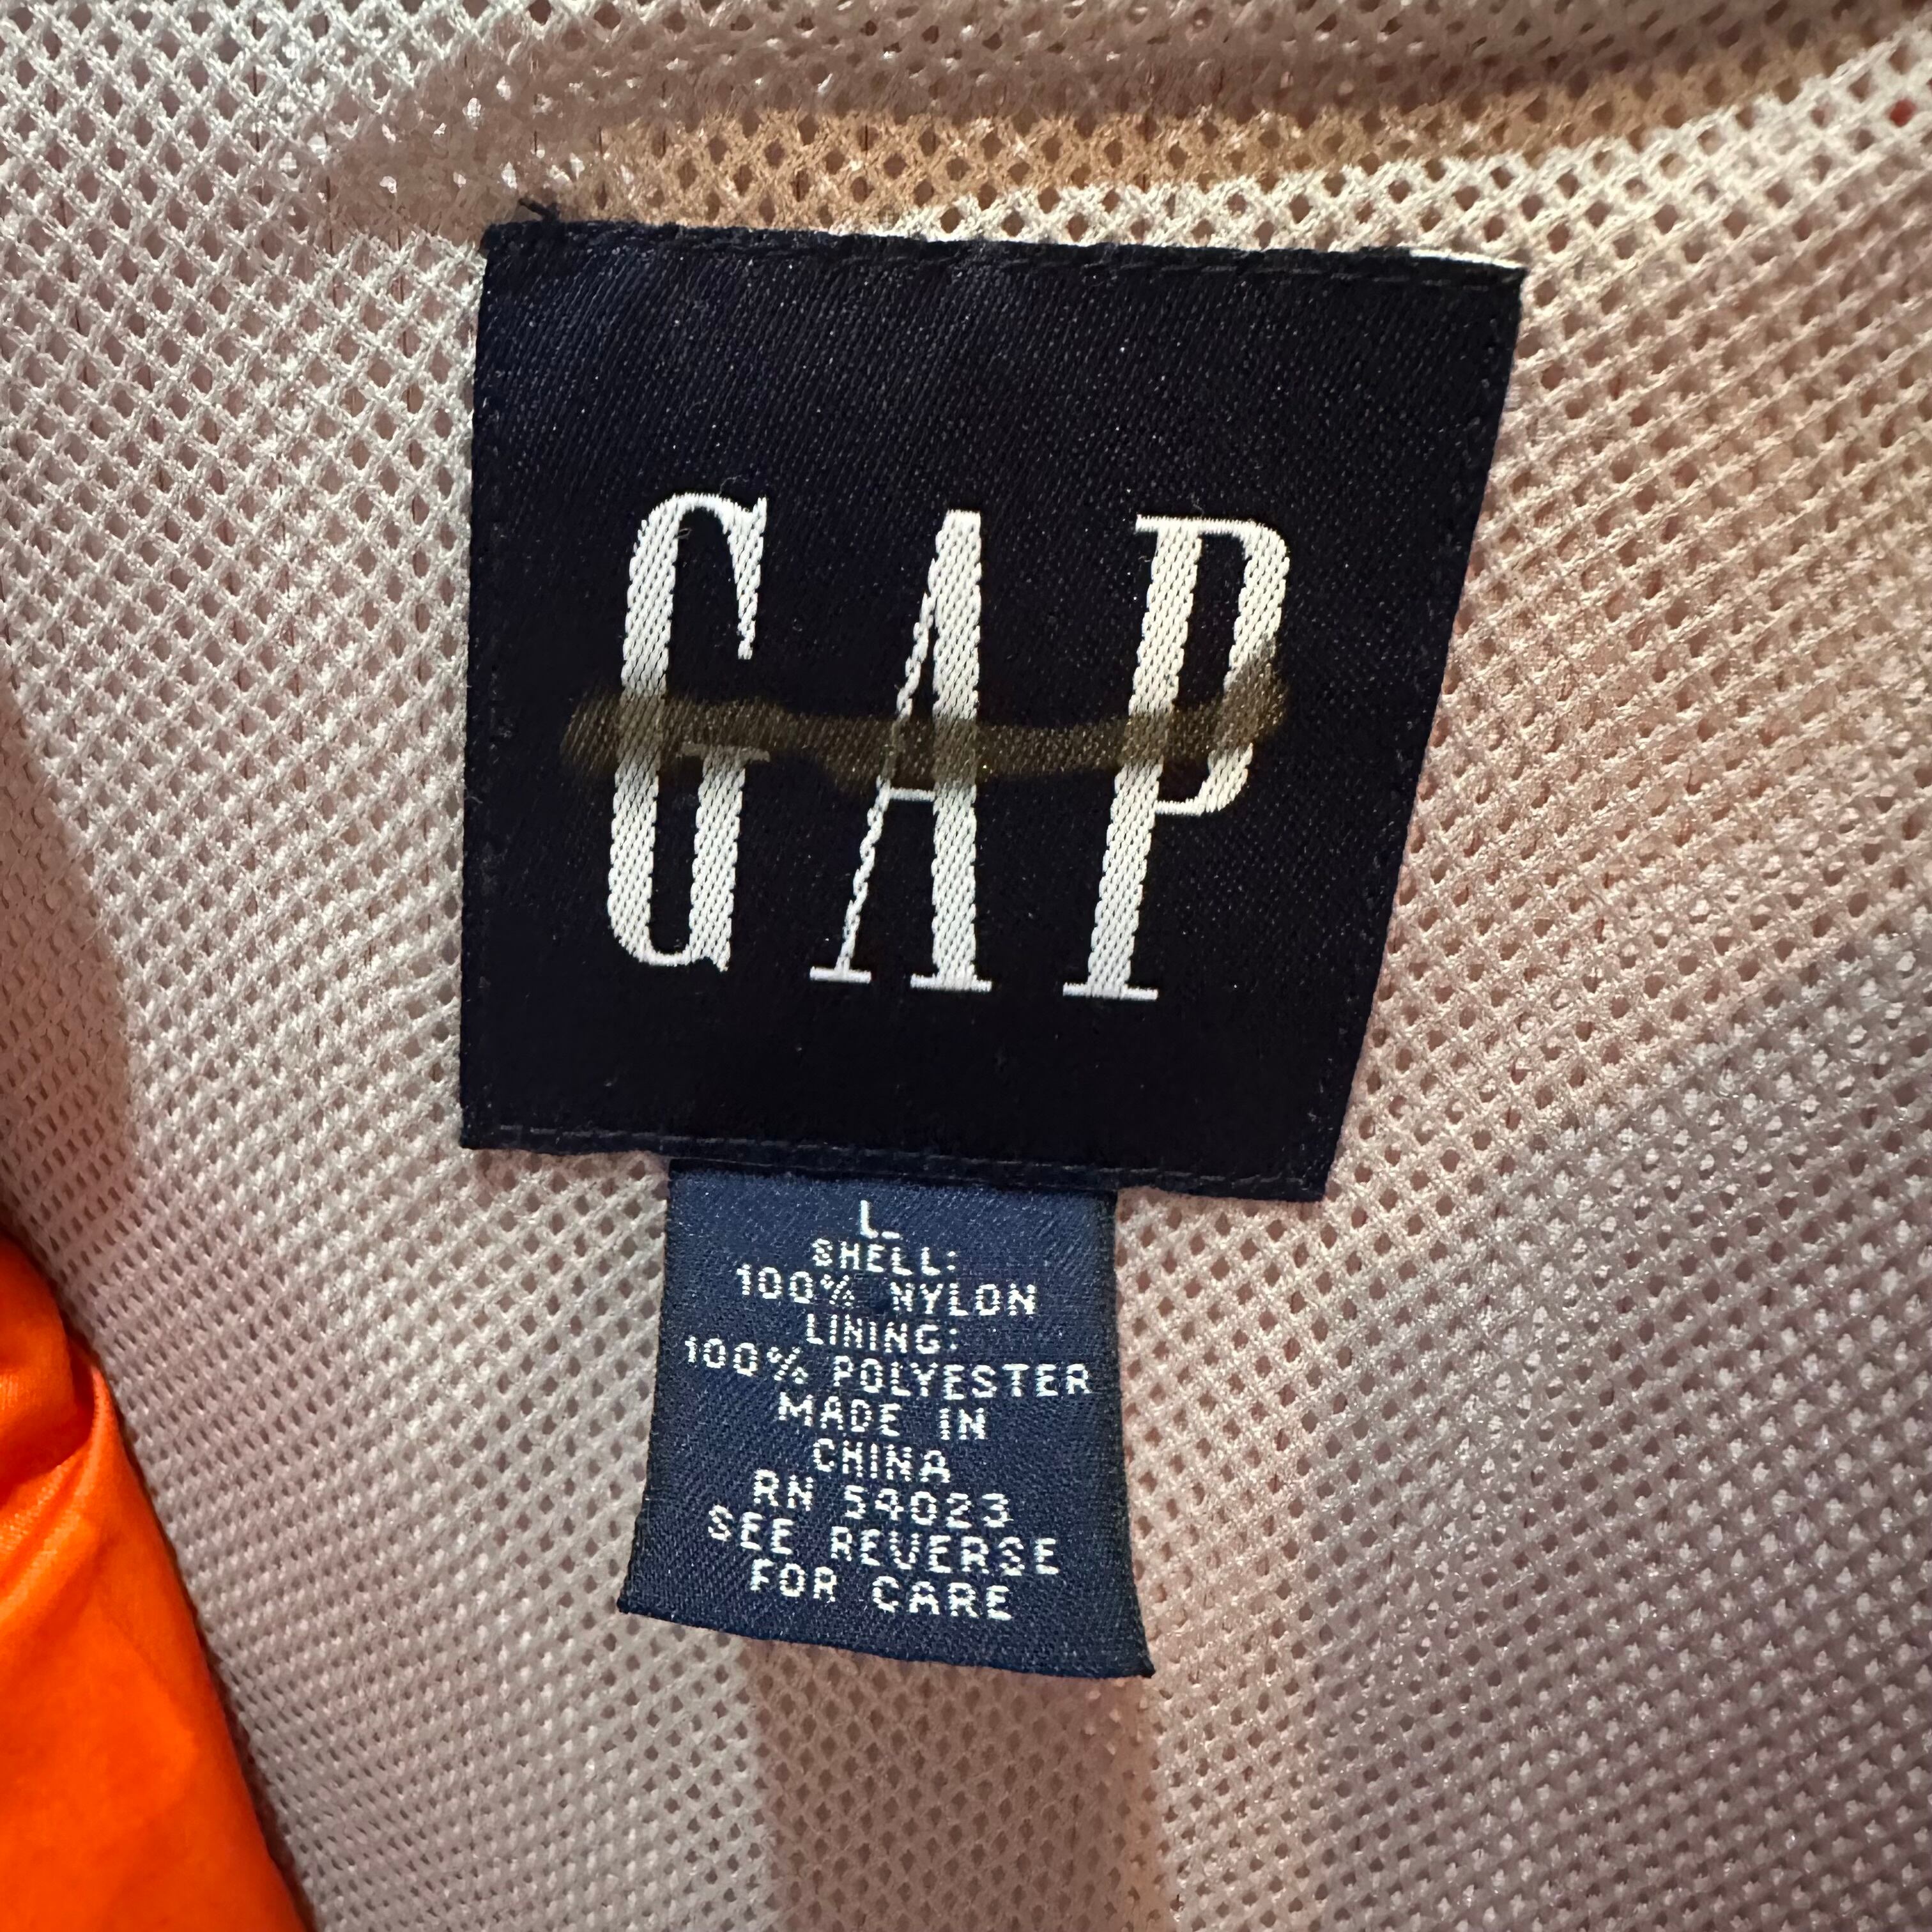 GAP
L
SHELL:
100% NYLON
LINING:
100% POLYESTER
MADE IN
CHINA
RN 54023
SEE REVERSE
FOR CARE